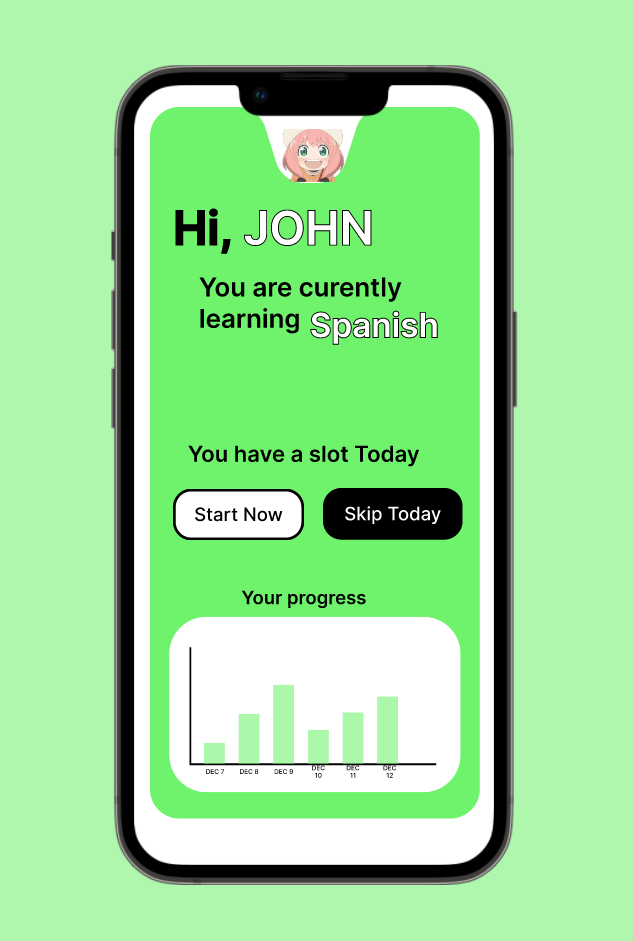 Hi, JOHN
You are curently
learning Spanish
You have a slot Today
Start Now Skip Today
Your progress
DEC 7 DEC 8 DEC 9 DEC DEC DEC
10 11 12